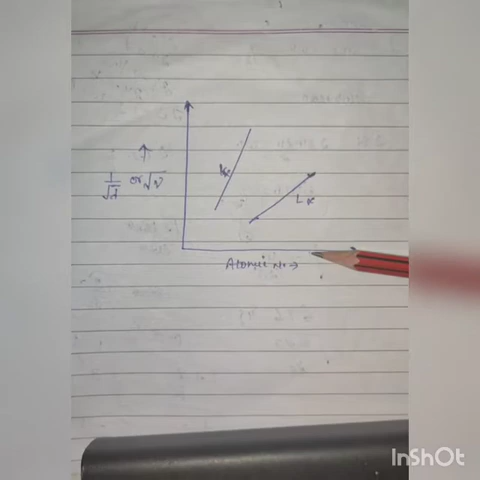 ↑
1/√λ or √ν
Kα
Lα
Atomic No →
InShOt